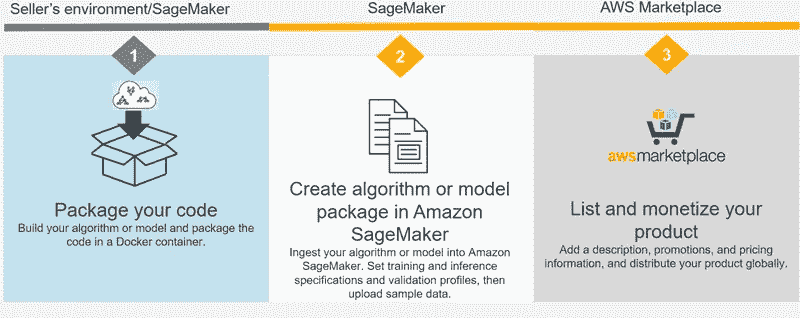 Seller's environment/SageMaker
SageMaker
AWS Marketplace
1
2
3
Package your code
Build your algorithm or model and package the
code in a Docker container.
Create algorithm or model
package in Amazon
SageMaker
Ingest your algorithm or model into Amazon
SageMaker. Set training and inference
specifications and validation profiles, then
upload sample data.
awsmarketplace
List and monetize your
product
Add a description, promotions, and pricing
information, and distribute your product globally.